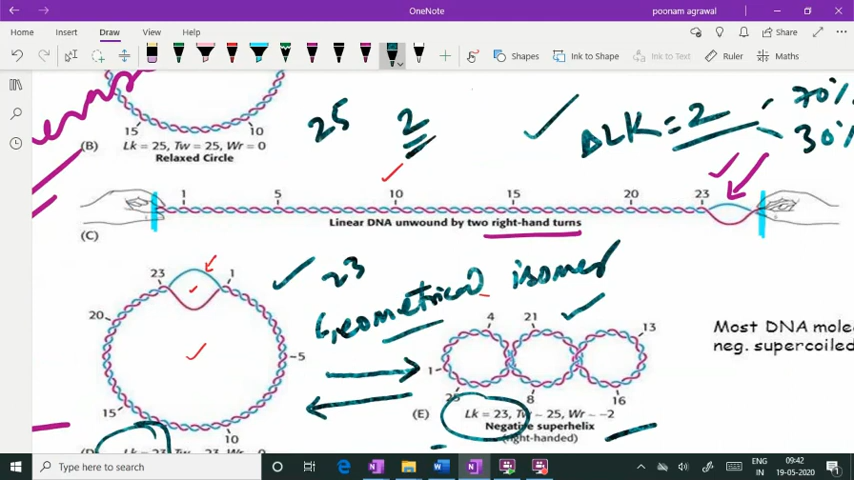 OneNote
poonam agrawal
Home Insert Draw View Help Share
Shapes Ink to Shape Ink to Text Ruler Maths
15 10
(B) Lk = 25, Tw = 25, Wr = 0
Relaxed Circle
25 2 ΔLK = 2 70%
30%
1 5 10 15 20 23
Linear DNA unwound by two right-hand turns
(C)
23 1
20
5
15
10
23
Geometrical isomer
4 21 13
1
25 8 16
(E) Lk = 23, Tw ~ 25, Wr ~ -2
Negative superhelix
(right-handed)
Most DNA mole
neg. supercoiled
Type here to search
ENG
IN
09:42
19-05-2020